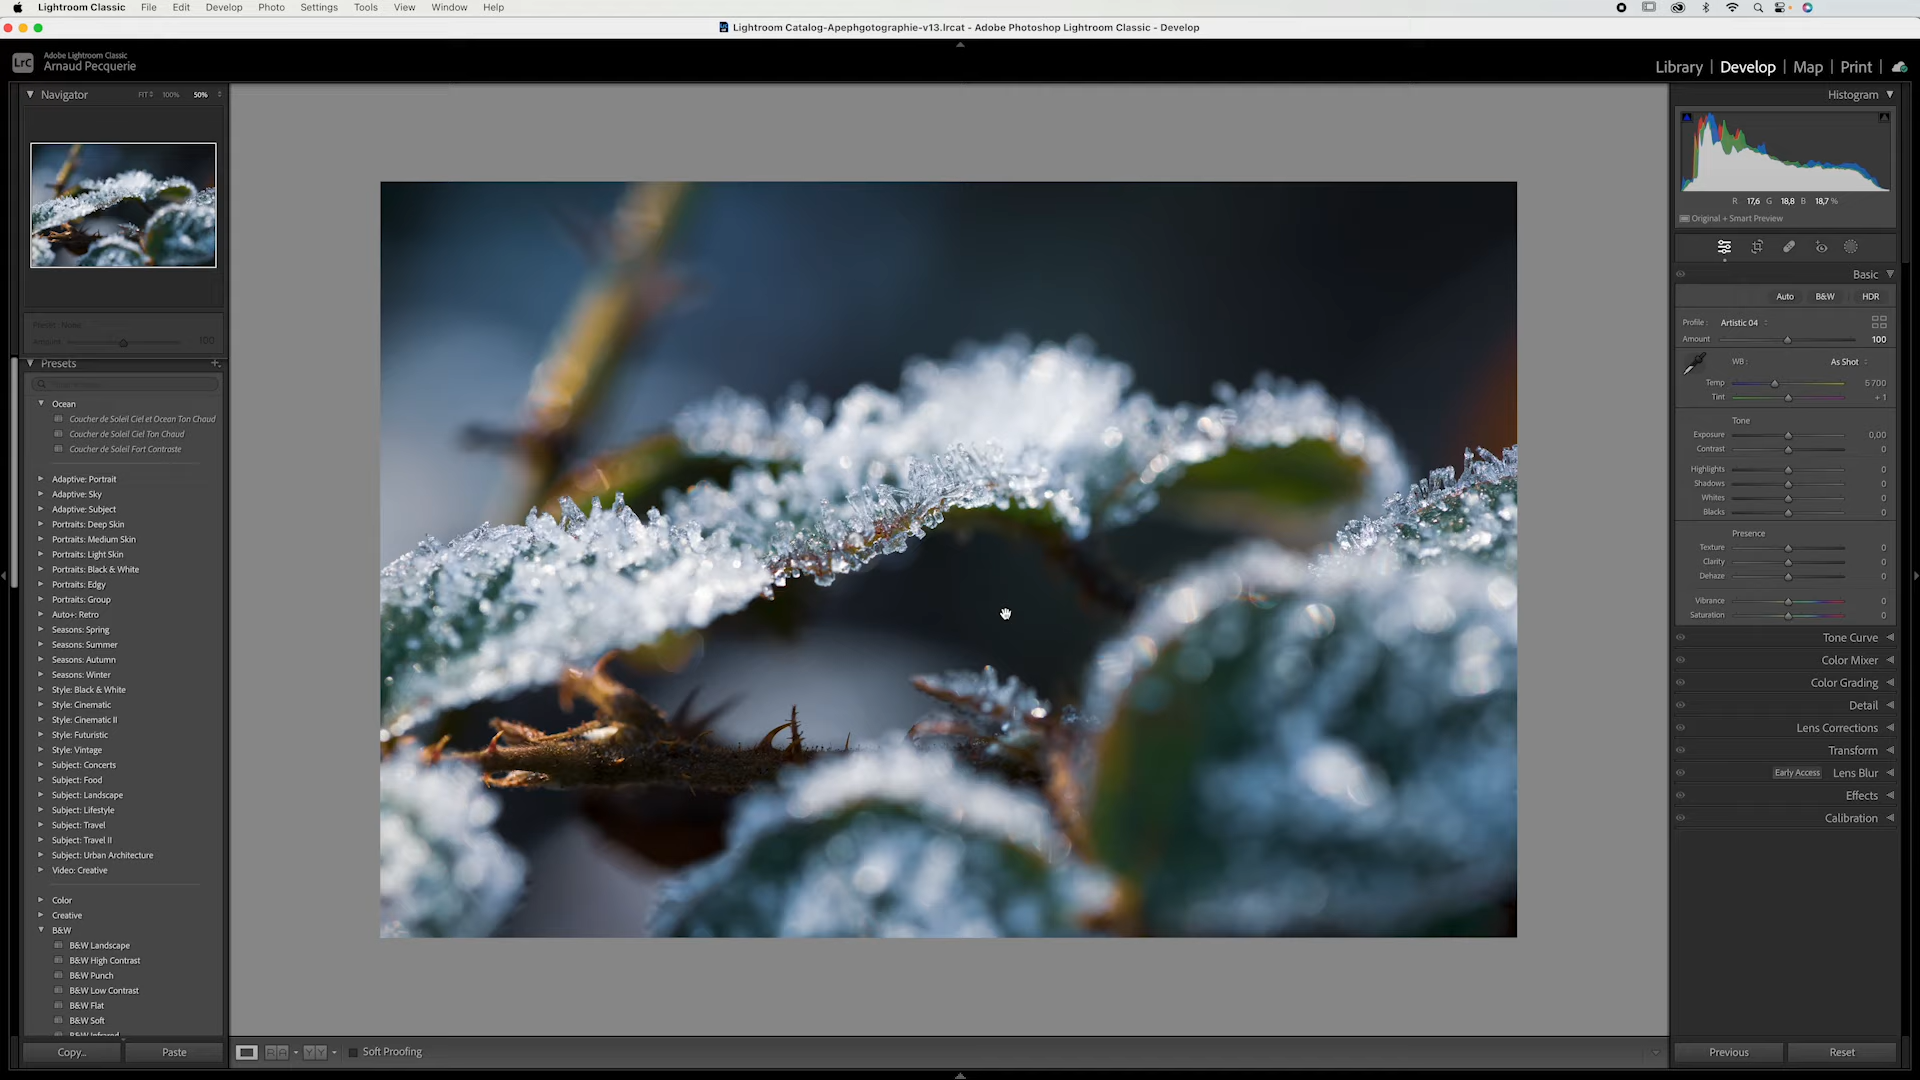 Lightroom Classic File Edit Develop Photo Settings Tools View Window Help
Lightroom Catalog-Apephgotographie-v13.lrcat - Adobe Photoshop Lightroom Classic - Develop
LrC
Adobe Lightroom Classic
Arnaud Pecquerie
Library | Develop | Map | Print |
Navigator FIT 100% 50%
Preset: None
Amount 100
Presets
Ocean
Coucher de Soleil Ciel et Ocean Ton Chaud
Coucher de Soleil Ciel Ton Chaud
Coucher de Soleil Fort Contraste
Adaptive: Portrait
Adaptive: Sky
Adaptive: Subject
Portraits: Deep Skin
Portraits: Medium Skin
Portraits: Light Skin
Portraits: Black & White
Portraits: Edgy
Portraits: Group
Auto+: Retro
Seasons: Spring
Seasons: Summer
Seasons: Autumn
Seasons: Winter
Style: Black & White
Style: Cinematic
Style: Cinematic II
Style: Futuristic
Style: Vintage
Subject: Concerts
Subject: Food
Subject: Landscape
Subject: Lifestyle
Subject: Travel
Subject: Travel II
Subject: Urban Architecture
Video: Creative
Color
Creative
B&W
B&W Landscape
B&W High Contrast
B&W Punch
B&W Low Contrast
B&W Flat
B&W Soft
B&W Infrared
Copy... Paste
Soft Proofing
Histogram
R 17,6 G 18,8 B 18,7 %
Original + Smart Preview
Basic
Auto B&W HDR
Profile : Artistic 04
Amount 100
WB : As Shot
Temp 5 700
Tint + 1
Tone
Exposure 0,00
Contrast 0
Highlights 0
Shadows 0
Whites 0
Blacks 0
Presence
Texture 0
Clarity 0
Dehaze 0
Vibrance 0
Saturation 0
Tone Curve
Color Mixer
Color Grading
Detail
Lens Corrections
Transform
Early Access Lens Blur
Effects
Calibration
Previous Reset